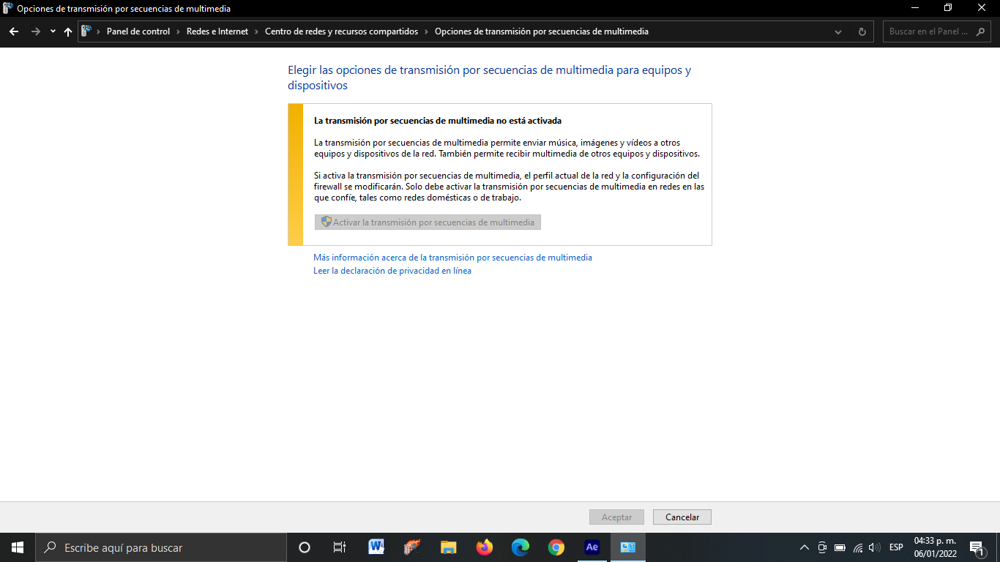 Opciones de transmisión por secuencias de multimedia
Panel de control > Redes e Internet > Centro de redes y recursos compartidos > Opciones de transmisión por secuencias de multimedia
Buscar en el Panel ...
Elegir las opciones de transmisión por secuencias de multimedia para equipos y
dispositivos
La transmisión por secuencias de multimedia no está activada
La transmisión por secuencias de multimedia permite enviar música, imágenes y vídeos a otros
equipos y dispositivos de la red. También permite recibir multimedia de otros equipos y dispositivos.
Si activa la transmisión por secuencias de multimedia, el perfil actual de la red y la configuración del
firewall se modificarán. Solo debe activar la transmisión por secuencias de multimedia en redes en las
que confíe, tales como redes domésticas o de trabajo.
Activar la transmisión por secuencias de multimedia
Más información acerca de la transmisión por secuencias de multimedia
Leer la declaración de privacidad en línea
Aceptar
Cancelar
Escribe aquí para buscar
W
Ae
ESP
04:33 p. m.
06/01/2022
1